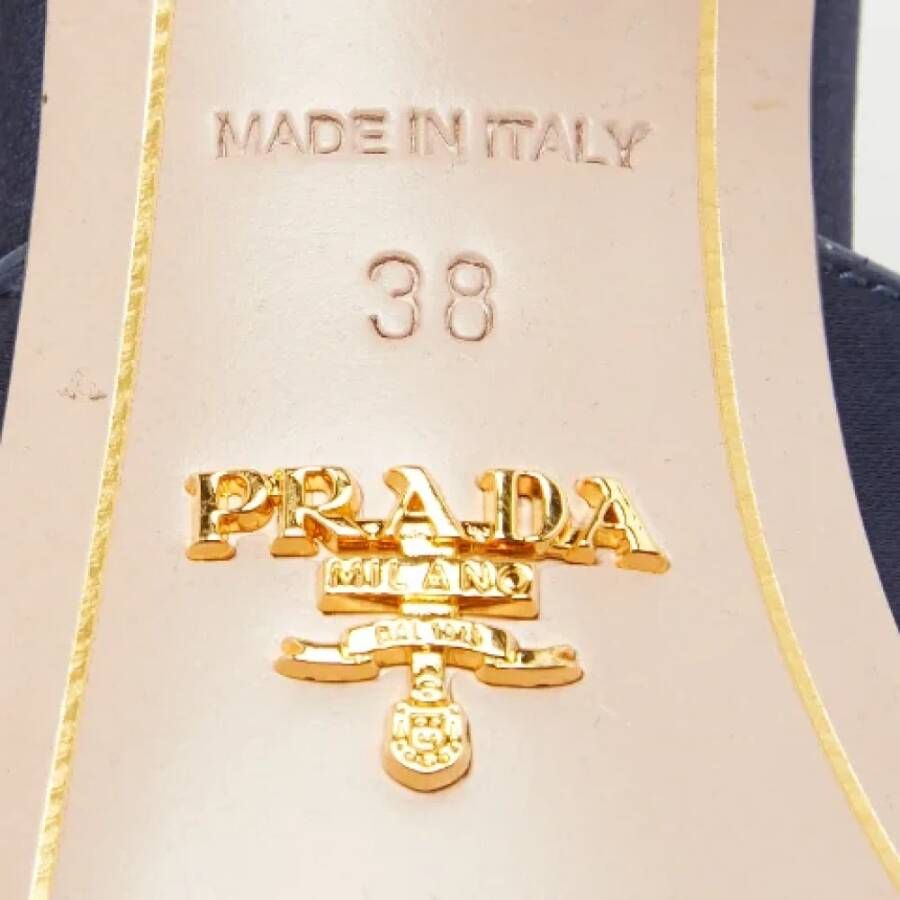 MADE IN ITALY
38
PRADA
MILANO
DAL 1913